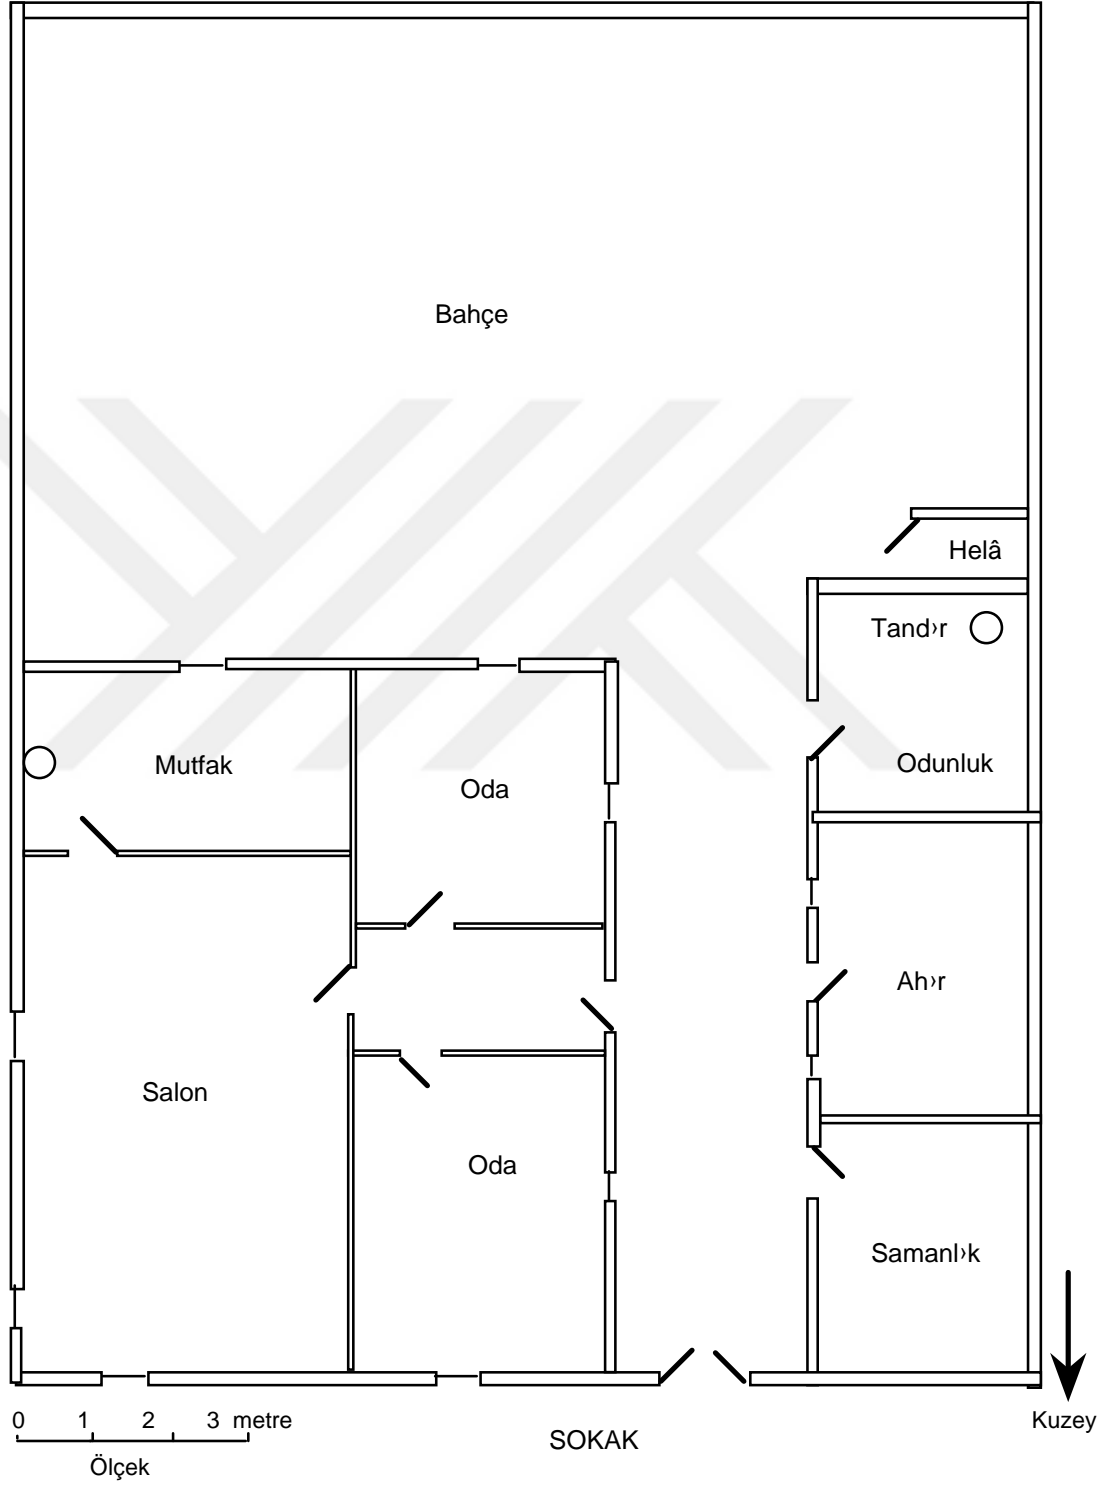 Bahçe
Helâ
Tand›r
Mutfak
Oda
Odunluk
Ah›r
Salon
Oda
Samanl›k
0 1 2 3 metre
Ölçek
SOKAK
Kuzey